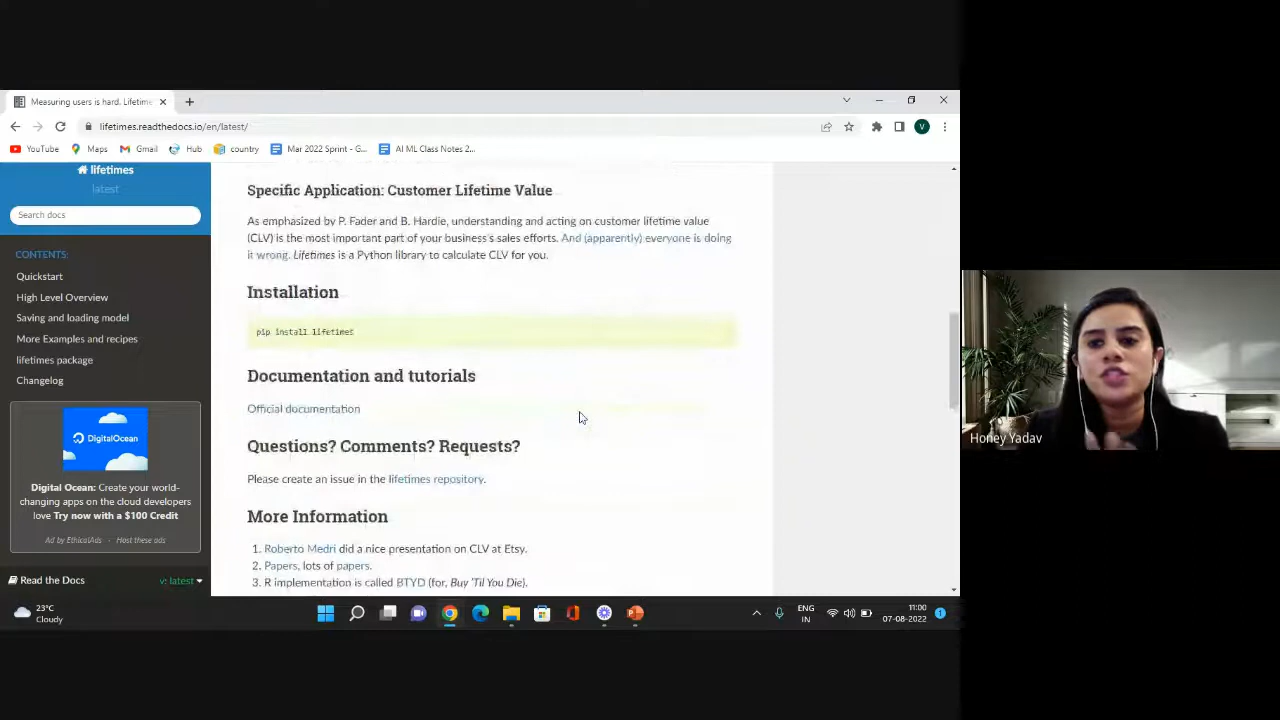 Measuring users is hard. Lifetime
lifetimes.readthedocs.io/en/latest/
V
YouTube Maps Gmail Hub country Mar 2022 Sprint - G... AI ML Class Notes 2...
lifetimes
latest
Search docs
CONTENTS:
Quickstart
High Level Overview
Saving and loading model
More Examples and recipes
lifetimes package
Changelog
DigitalOcean
Digital Ocean: Create your world-
changing apps on the cloud developers
love Try now with a $100 Credit
Ad by EthicalAds · Host these ads
Read the Docs v: latest
Specific Application: Customer Lifetime Value
As emphasized by P. Fader and B. Hardie, understanding and acting on customer lifetime value
(CLV) is the most important part of your business's sales efforts. And (apparently) everyone is doing
it wrong. Lifetimes is a Python library to calculate CLV for you.
Installation
pip install lifetimes
Documentation and tutorials
Official documentation
Questions? Comments? Requests?
Please create an issue in the lifetimes repository.
More Information
1. Roberto Medri did a nice presentation on CLV at Etsy.
2. Papers, lots of papers.
3. R implementation is called BTYD (for, Buy 'Til You Die).
Honey Yadav
23°C
Cloudy
ENG
IN
11:00
07-08-2022
1